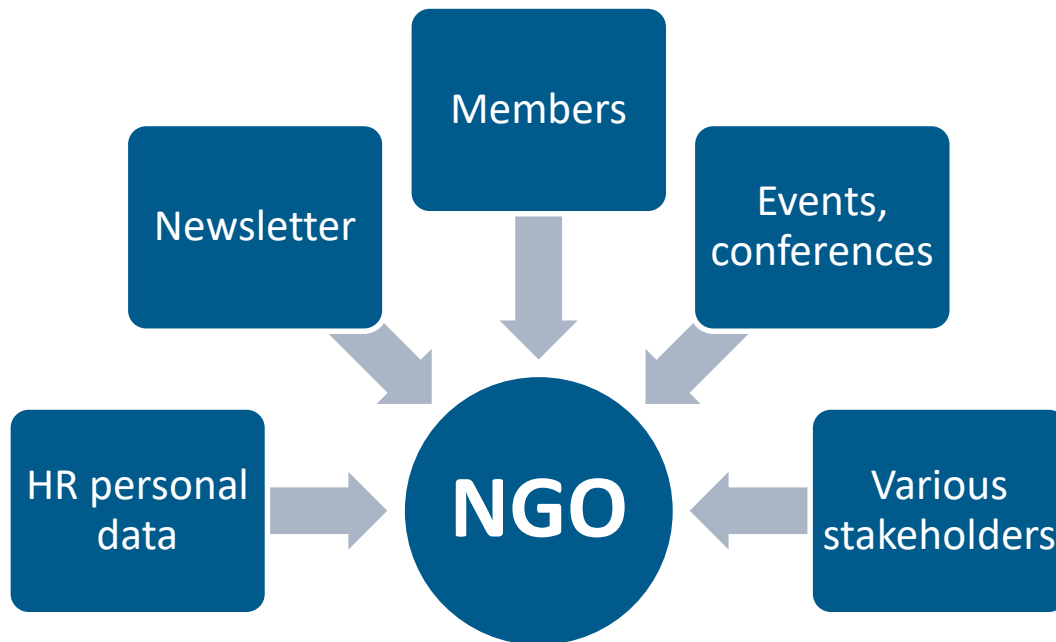 Members
Newsletter
Events,
conferences
HR personal
data
NGO
Various
stakeholders